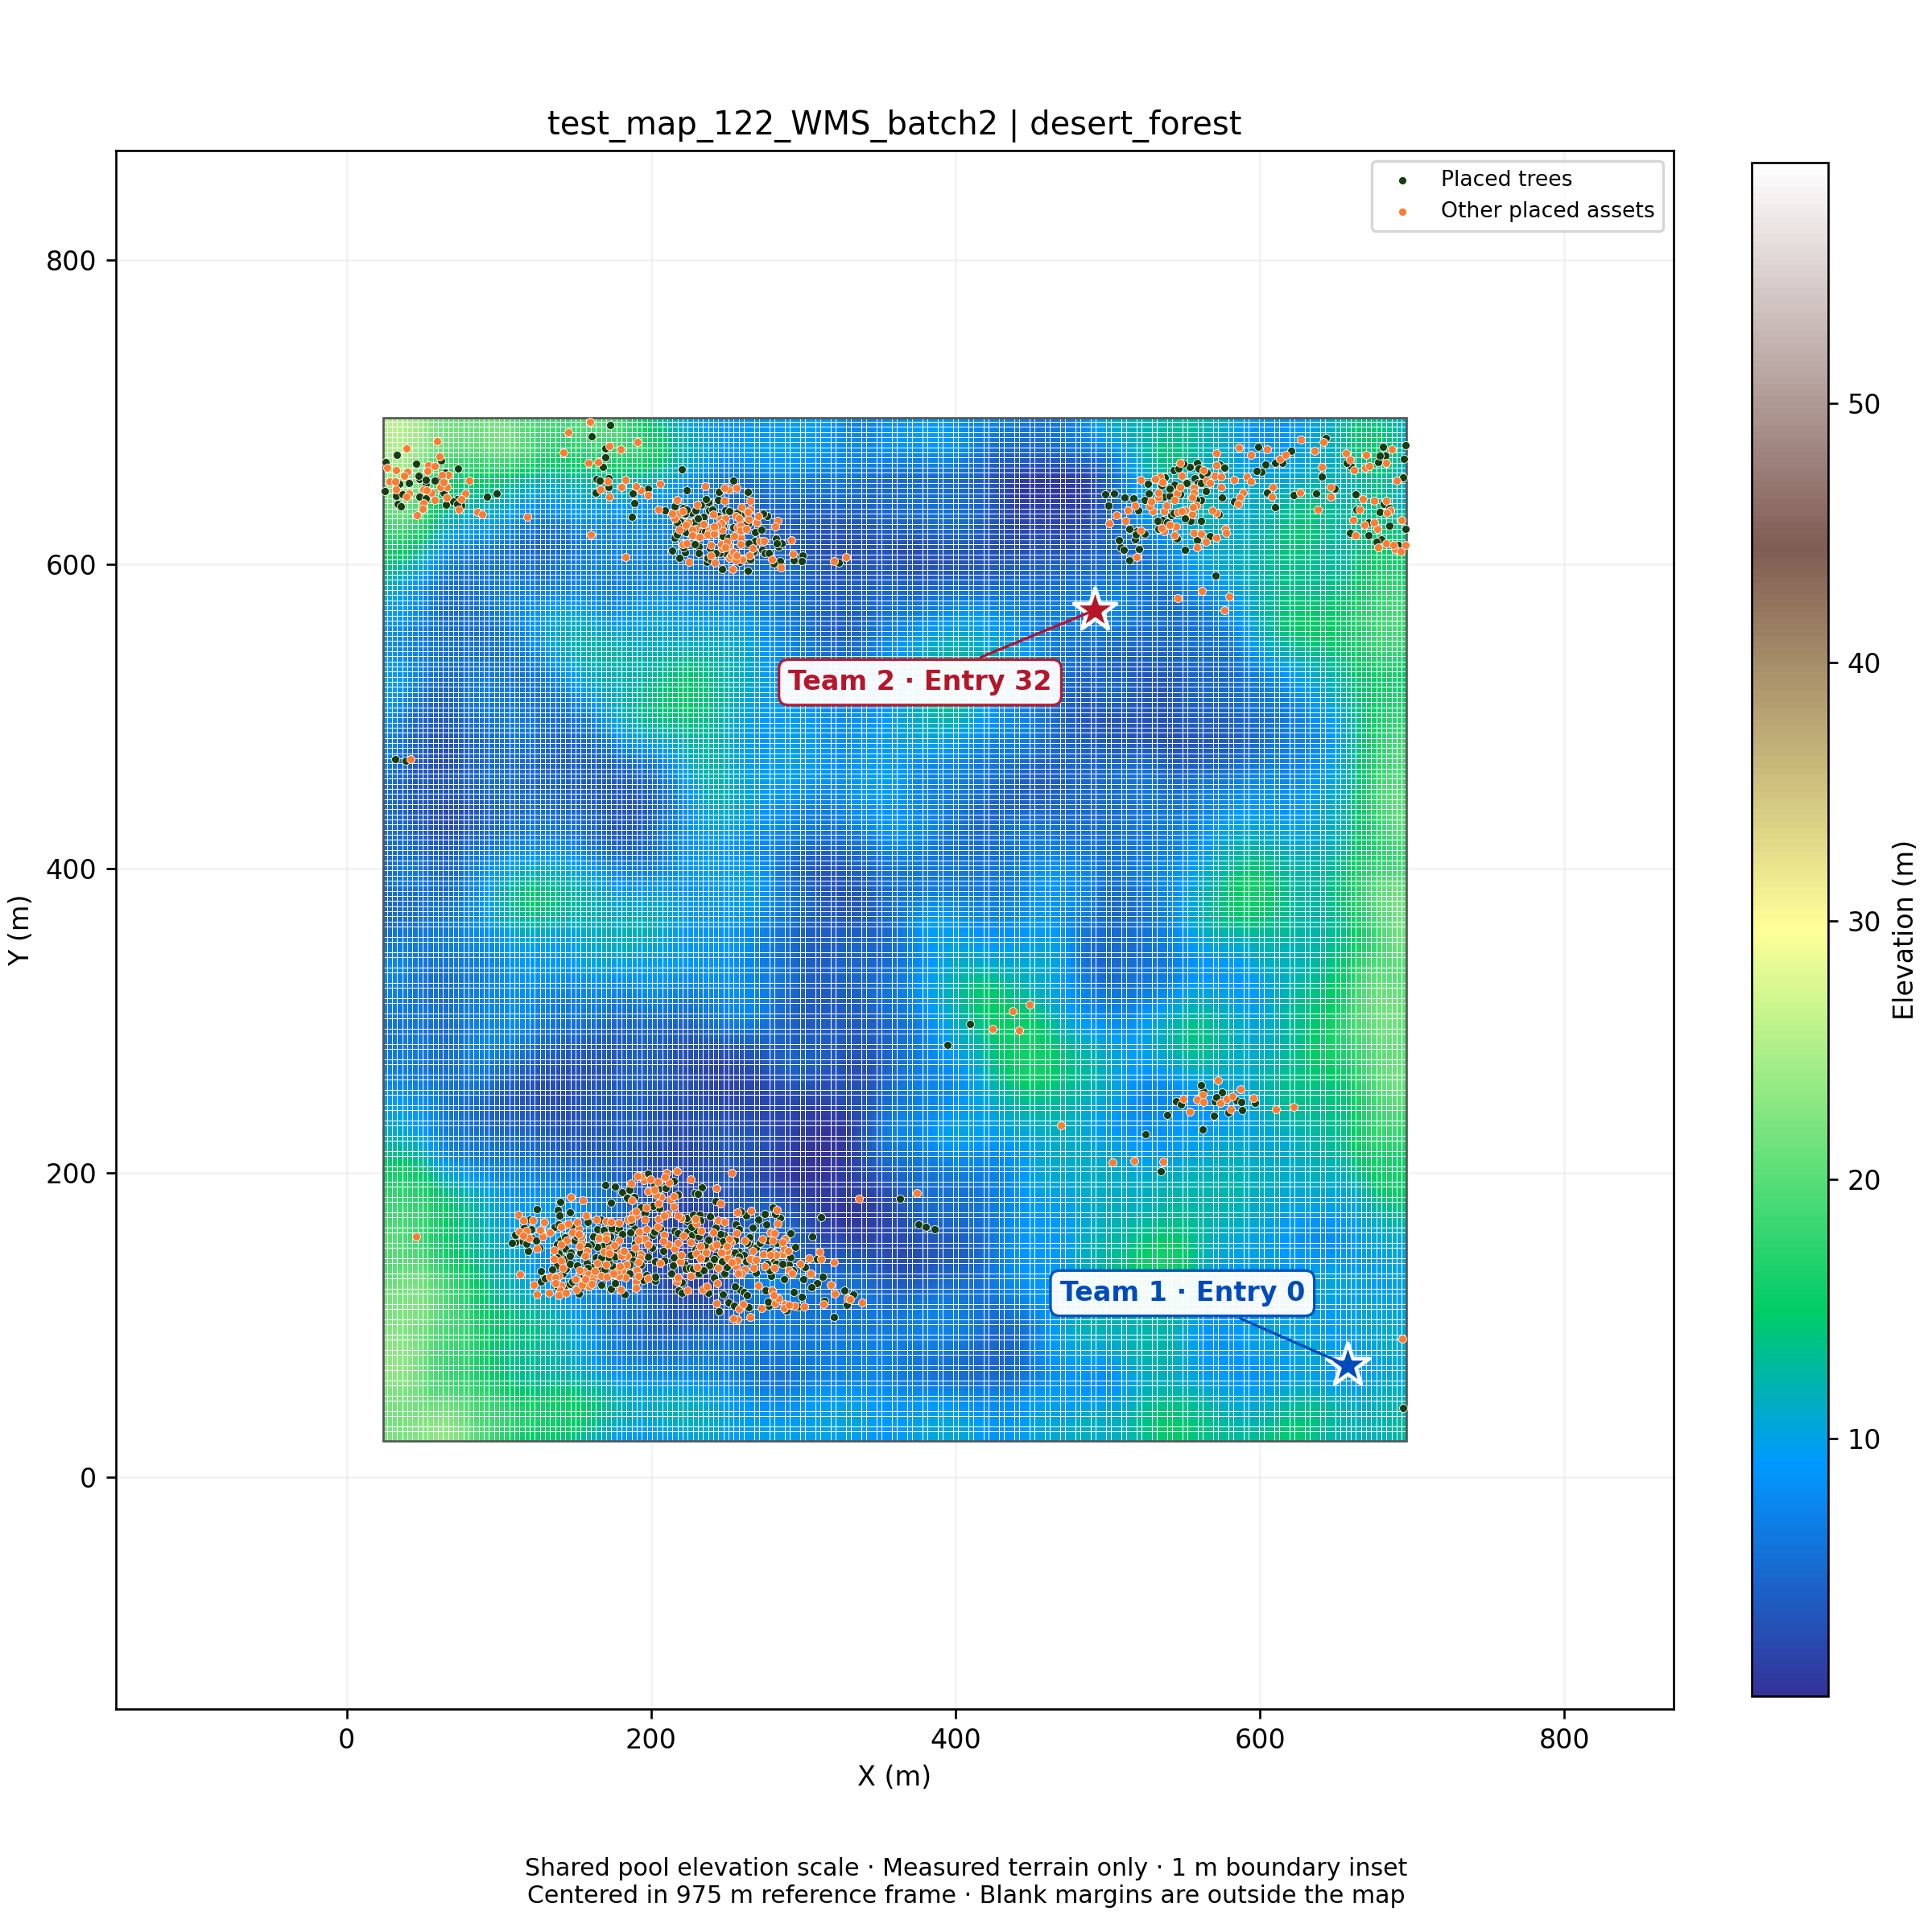 test_map_122_WMS_batch2 | desert_forest
Placed trees
Other placed assets
800
600
400
200
0
Y (m)
Team 2 · Entry 32
Team 1 · Entry 0
0
200
400
600
800
X (m)
50
40
30
20
10
Elevation (m)
Shared pool elevation scale · Measured terrain only · 1 m boundary inset
Centered in 975 m reference frame · Blank margins are outside the map